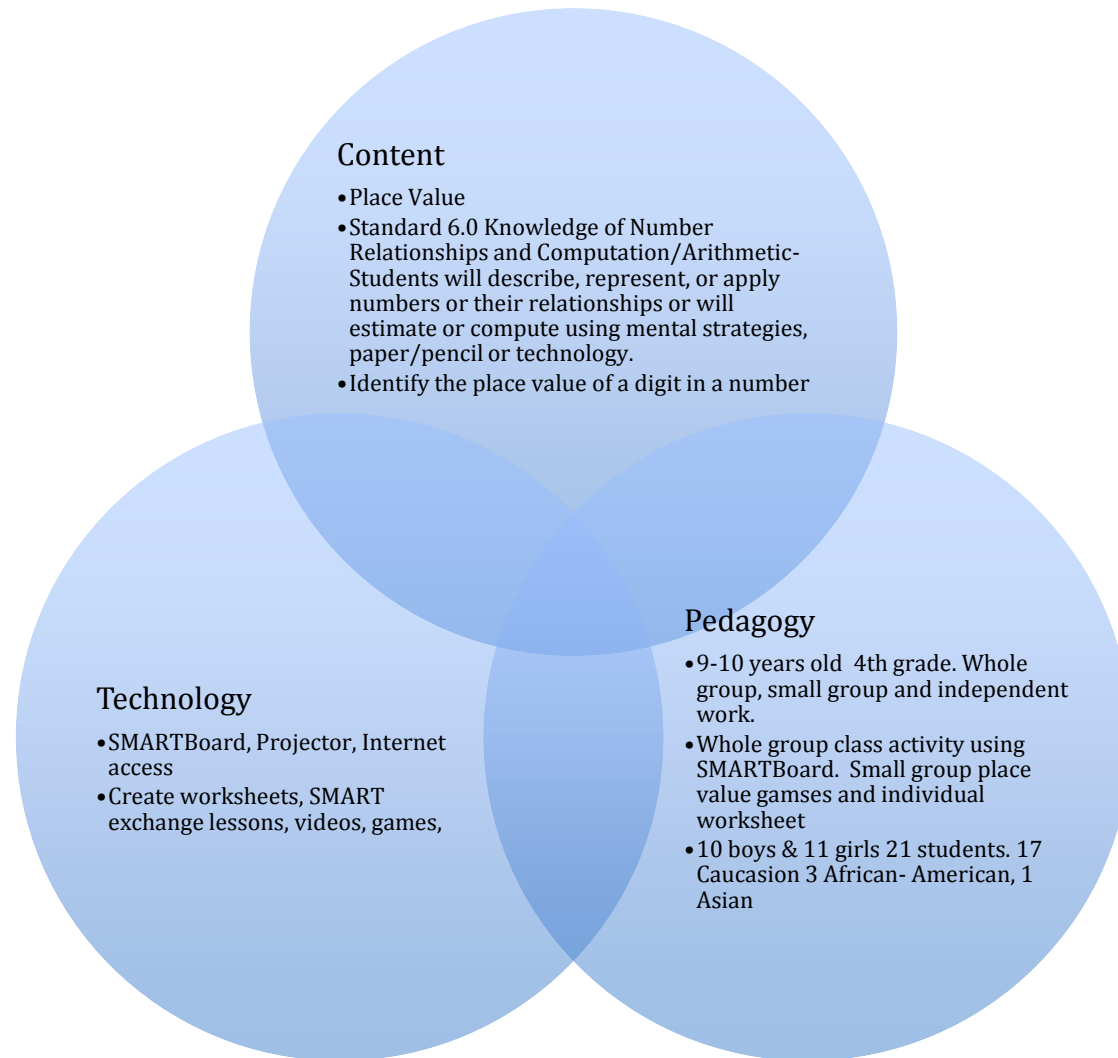 Content
•Place Value
•Standard 6.0 Knowledge of Number
Relationships and Computation/Arithmetic-
Students will describe, represent, or apply
numbers or their relationships or will
estimate or compute using mental strategies,
paper/pencil or technology.
•Identify the place value of a digit in a number
Technology
•SMARTBoard, Projector, Internet
access
•Create worksheets, SMART
exchange lessons, videos, games,
Pedagogy
•9-10 years old  4th grade. Whole
group, small group and independent
work.
•Whole group class activity using
SMARTBoard.  Small group place
value gamses and individual
worksheet
•10 boys & 11 girls 21 students. 17
Caucasion 3 African- American, 1
Asian